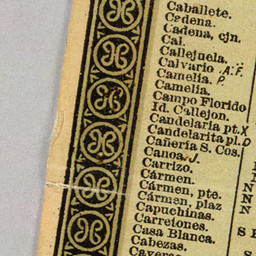 Caballete.
Cadena.
Cadena, cjn.
Cal.
Callejuela.
Calvario A.F.
Camelia. P
Camelia.
Campo Florido
Id. Callejon.
Candelaria pt. X
Candelarita pl. O
Cañería S. Cos.
Canoa. J.
Carrizo.
Cármen.
Cármen, pte.
Cármen, plaz
Capuchinas.
Carretones.
Casa Blanca.
Cabezas.